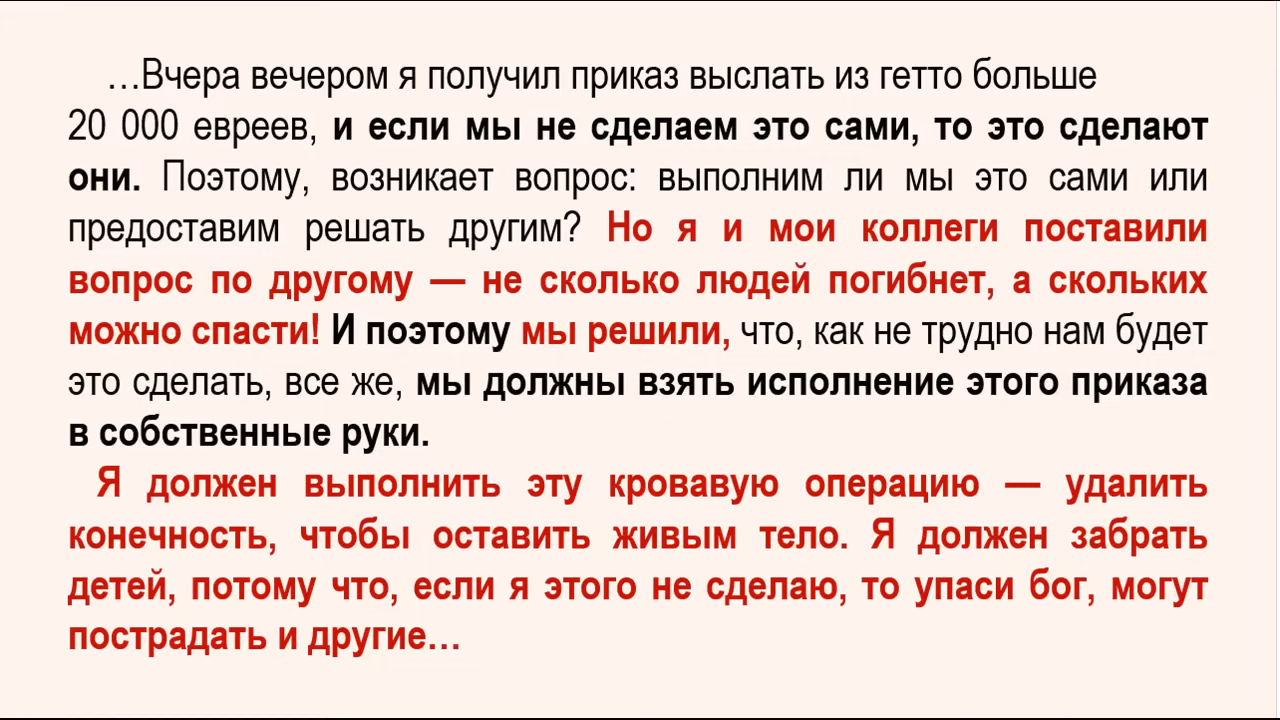 …Вчера вечером я получил приказ выслать из гетто больше
20 000 евреев, и если мы не сделаем это сами, то это сделают
они. Поэтому, возникает вопрос: выполним ли мы это сами или
предоставим решать другим? Но я и мои коллеги поставили
вопрос по другому — не сколько людей погибнет, а скольких
можно спасти! И поэтому мы решили, что, как не трудно нам будет
это сделать, все же, мы должны взять исполнение этого приказа
в собственные руки.
Я должен выполнить эту кровавую операцию — удалить
конечность, чтобы оставить живым тело. Я должен забрать
детей, потому что, если я этого не сделаю, то упаси бог, могут
пострадать и другие…